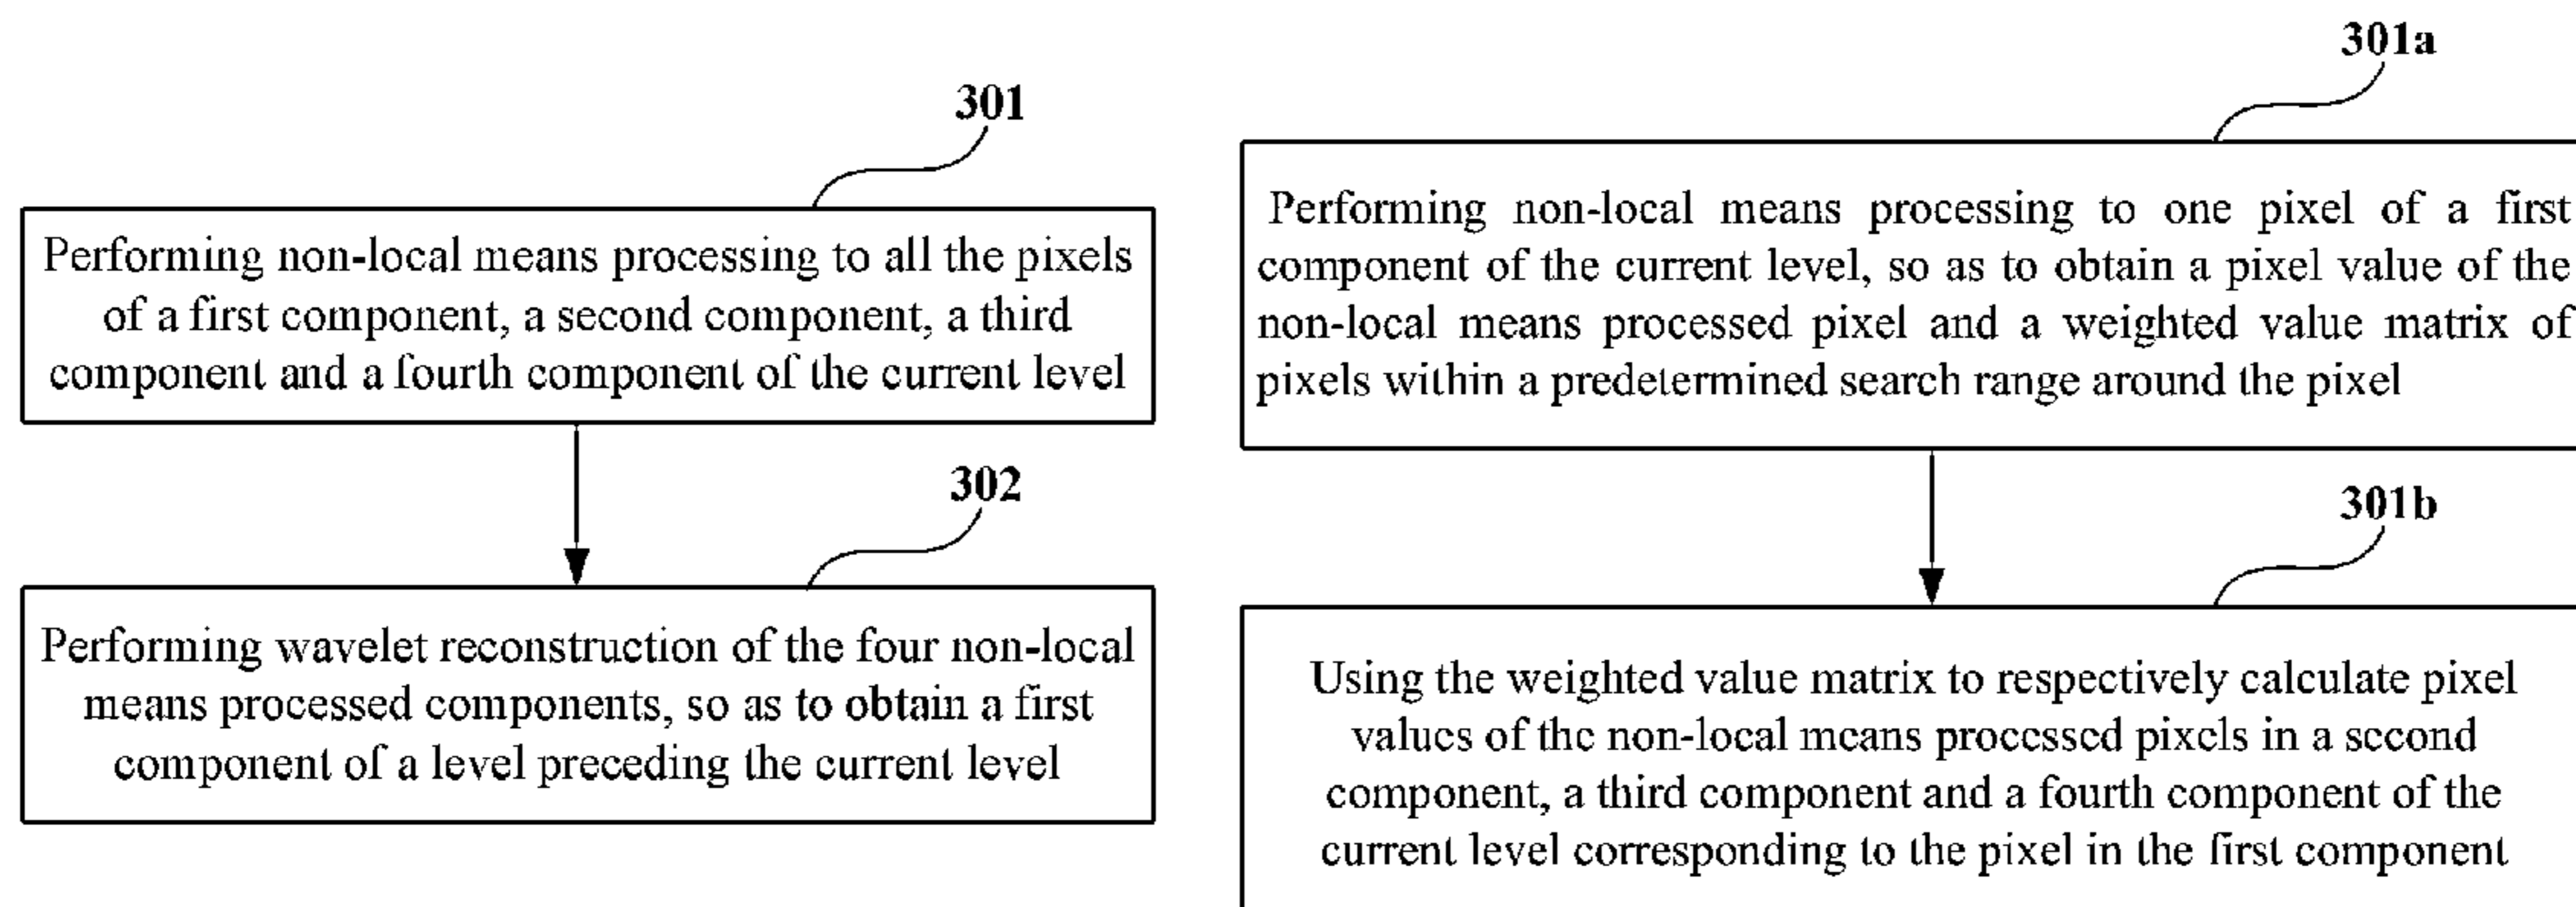 301
Performing non-local means processing to all the pixels
of a first component, a second component, a third
component and a fourth component of the current level
302
Performing wavelet reconstruction of the four non-local
means processed components, so as to obtain a first
component of a level preceding the current level
301a
Performing non-local means processing to one pixel of a first
component of the current level, so as to obtain a pixel value of the
non-local means processed pixel and a weighted value matrix of
pixels within a predetermined search range around the pixel
301b
Using the weighted value matrix to respectively calculate pixel
values of the non-local means processed pixels in a second
component, a third component and a fourth component of the
current level corresponding to the pixel in the first component